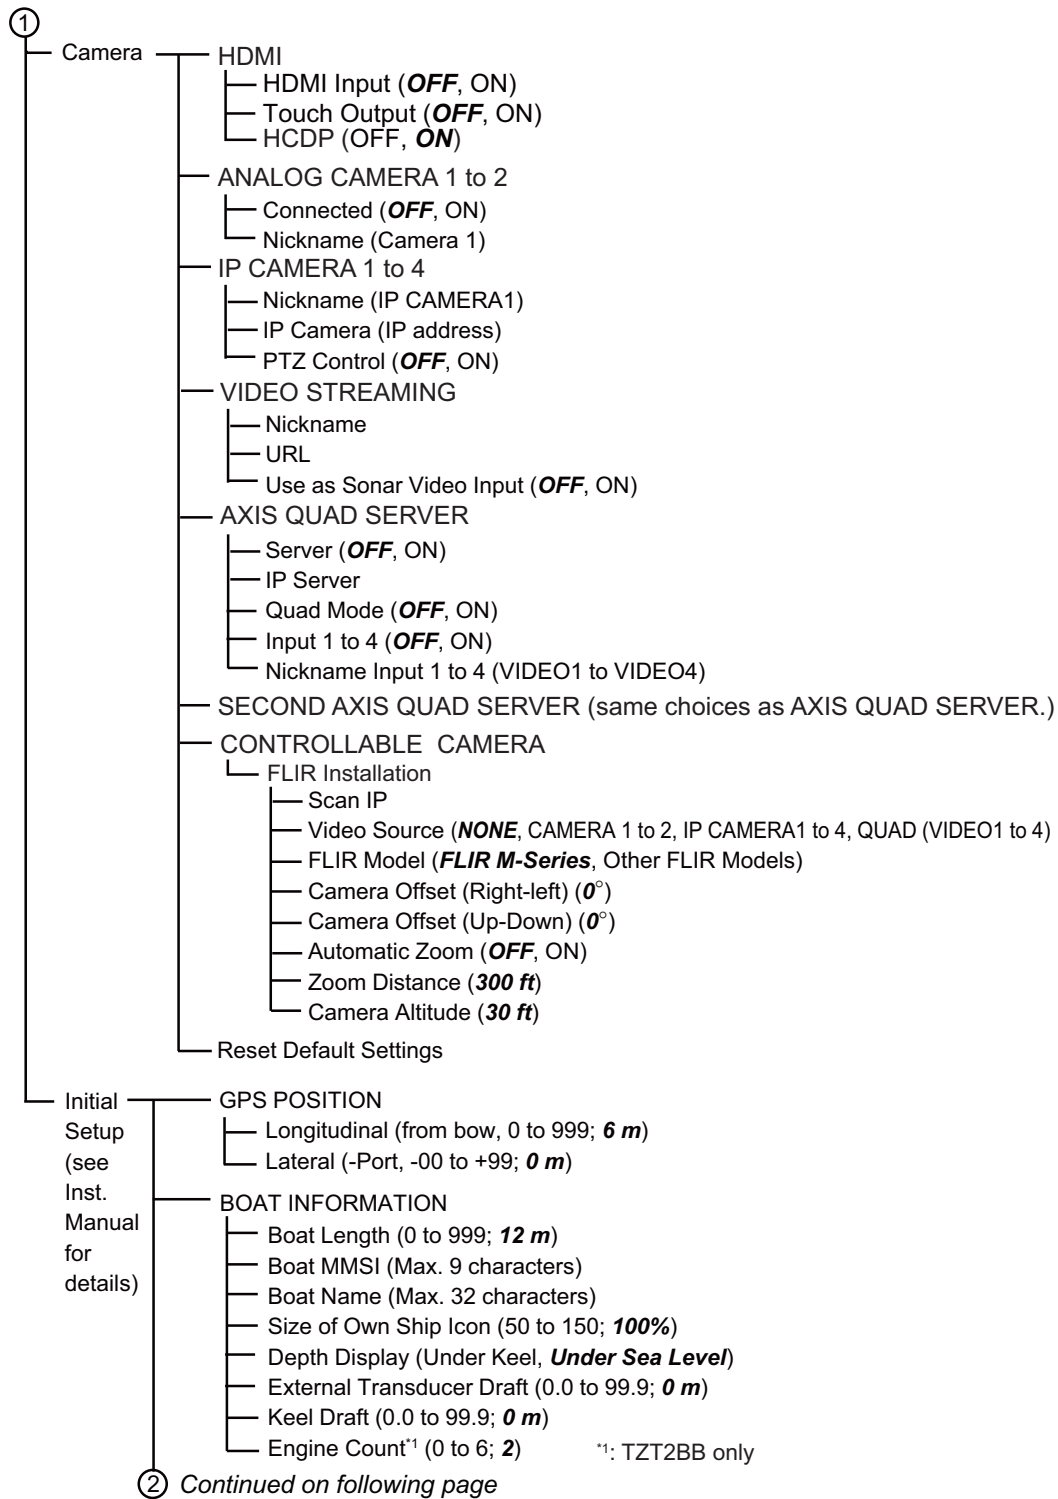 1
Camera
HDMI
HDMI Input (OFF, ON)
Touch Output (OFF, ON)
HCDP (OFF, ON)
ANALOG CAMERA 1 to 2
Connected (OFF, ON)
Nickname (Camera 1)
IP CAMERA 1 to 4
Nickname (IP CAMERA1)
IP Camera (IP address)
PTZ Control (OFF, ON)
VIDEO STREAMING
Nickname
URL
Use as Sonar Video Input (OFF, ON)
AXIS QUAD SERVER
Server (OFF, ON)
IP Server
Quad Mode (OFF, ON)
Input 1 to 4 (OFF, ON)
Nickname Input 1 to 4 (VIDEO1 to VIDEO4)
SECOND AXIS QUAD SERVER (same choices as AXIS QUAD SERVER.)
CONTROLLABLE CAMERA
FLIR Installation
Scan IP
Video Source (NONE, CAMERA 1 to 2, IP CAMERA1 to 4, QUAD (VIDEO1 to 4)
FLIR Model (FLIR M-Series, Other FLIR Models)
Camera Offset (Right-left) (0°)
Camera Offset (Up-Down) (0°)
Automatic Zoom (OFF, ON)
Zoom Distance (300 ft)
Camera Altitude (30 ft)
Reset Default Settings
Initial
Setup
(see
Inst.
Manual
for
details)
GPS POSITION
Longitudinal (from bow, 0 to 999; 6 m)
Lateral (-Port, -00 to +99; 0 m)
BOAT INFORMATION
Boat Length (0 to 999; 12 m)
Boat MMSI (Max. 9 characters)
Boat Name (Max. 32 characters)
Size of Own Ship Icon (50 to 150; 100%)
Depth Display (Under Keel, Under Sea Level)
External Transducer Draft (0.0 to 99.9; 0 m)
Keel Draft (0.0 to 99.9; 0 m)
Engine Count*1 (0 to 6; 2)
*1: TZT2BB only
2 Continued on following page